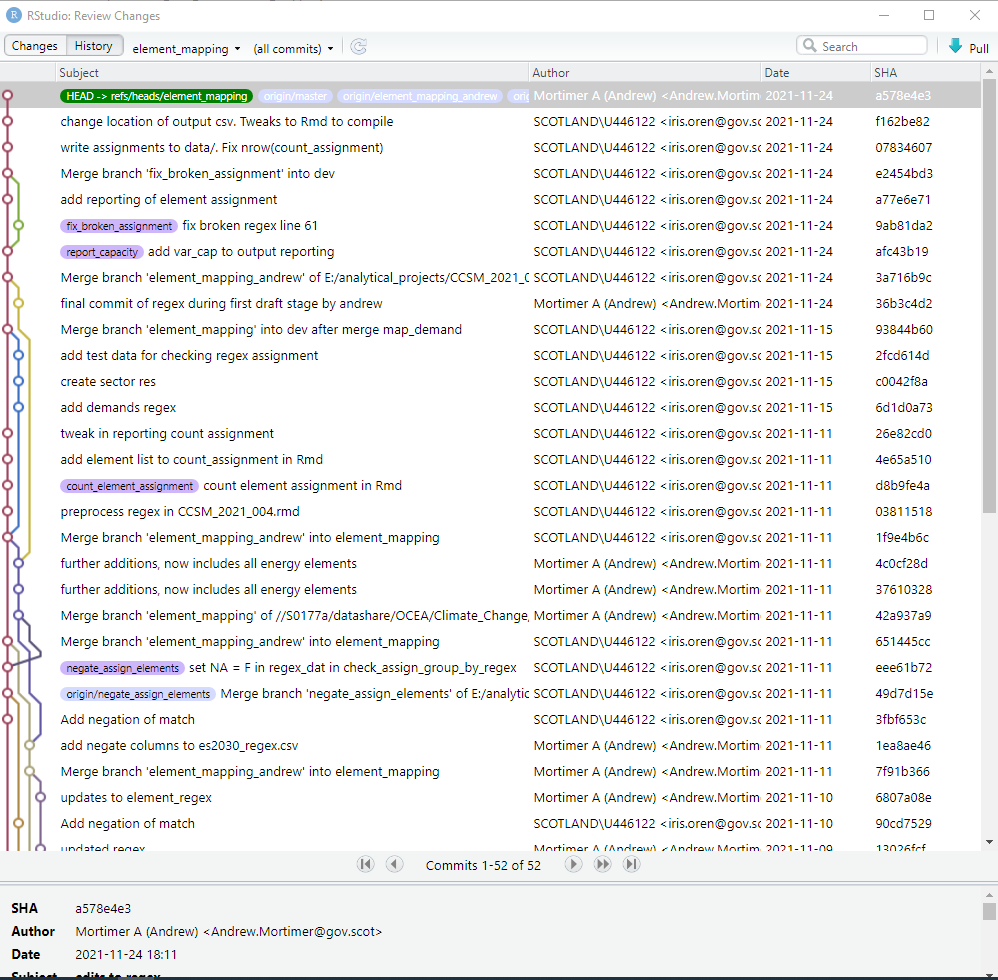 R RStudio: Review Changes
Changes History element_mapping (all commits) Search Pull
Subject Author Date SHA
HEAD -> refs/heads/element_mapping origin/master origin/element_mapping_andrew Mortimer A (Andrew) <Andrew.Mortim 2021-11-24 a578e4e3
change location of output csv. Tweaks to Rmd to compile SCOTLAND\U446122 <iris.oren@gov.sc 2021-11-24 f162be82
write assignments to data/. Fix nrow(count_assignment) SCOTLAND\U446122 <iris.oren@gov.sc 2021-11-24 07834607
Merge branch 'fix_broken_assignment' into dev SCOTLAND\U446122 <iris.oren@gov.sc 2021-11-24 e2454bd3
add reporting of element assignment SCOTLAND\U446122 <iris.oren@gov.sc 2021-11-24 a77e6e71
fix_broken_assignment fix broken regex line 61 SCOTLAND\U446122 <iris.oren@gov.sc 2021-11-24 9ab81da2
report_capacity add var_cap to output reporting SCOTLAND\U446122 <iris.oren@gov.sc 2021-11-24 afc43b19
Merge branch 'element_mapping_andrew' of E:/analytical_projects/CCSM_2021_0 SCOTLAND\U446122 <iris.oren@gov.sc 2021-11-24 3a716b9c
final commit of regex during first draft stage by andrew Mortimer A (Andrew) <Andrew.Mortim 2021-11-24 36b3c4d2
Merge branch 'element_mapping' into dev after merge map_demand SCOTLAND\U446122 <iris.oren@gov.sc 2021-11-15 93844b60
add test data for checking regex assignment SCOTLAND\U446122 <iris.oren@gov.sc 2021-11-15 2fcd614d
create sector res SCOTLAND\U446122 <iris.oren@gov.sc 2021-11-15 c0042f8a
add demands regex SCOTLAND\U446122 <iris.oren@gov.sc 2021-11-15 6d1d0a73
tweak in reporting count assignment SCOTLAND\U446122 <iris.oren@gov.sc 2021-11-11 26e82cd0
add element list to count_assignment in Rmd SCOTLAND\U446122 <iris.oren@gov.sc 2021-11-11 4e65a510
count_element_assignment count element assignment in Rmd SCOTLAND\U446122 <iris.oren@gov.sc 2021-11-11 d8b9fe4a
preprocess regex in CCSM_2021_004.rmd SCOTLAND\U446122 <iris.oren@gov.sc 2021-11-11 03811518
Merge branch 'element_mapping_andrew' into element_mapping SCOTLAND\U446122 <iris.oren@gov.sc 2021-11-11 1f9e4b6c
further additions, now includes all energy elements Mortimer A (Andrew) <Andrew.Mortim 2021-11-11 4c0cf28d
further additions, now includes all energy elements Mortimer A (Andrew) <Andrew.Mortim 2021-11-11 37610328
Merge branch 'element_mapping' of //S0177a/datashare/OCEA/Climate_Change_ Mortimer A (Andrew) <Andrew.Mortim 2021-11-11 42a937a9
Merge branch 'element_mapping_andrew' into element_mapping SCOTLAND\U446122 <iris.oren@gov.sc 2021-11-11 651445cc
negate_assign_elements set NA = F in regex_dat in check_assign_group_by_regex SCOTLAND\U446122 <iris.oren@gov.sc 2021-11-11 eee61b72
origin/negate_assign_elements Merge branch 'negate_assign_elements' of E:/analytic SCOTLAND\U446122 <iris.oren@gov.sc 2021-11-11 49d7d15e
Add negation of match SCOTLAND\U446122 <iris.oren@gov.sc 2021-11-11 3fbf653c
add negate columns to es2030_regex.csv Mortimer A (Andrew) <Andrew.Mortim 2021-11-11 1ea8ae46
Merge branch 'element_mapping_andrew' into element_mapping Mortimer A (Andrew) <Andrew.Mortim 2021-11-11 7f91b366
updates to element_regex Mortimer A (Andrew) <Andrew.Mortim 2021-11-10 6807a08e
Add negation of match SCOTLAND\U446122 <iris.oren@gov.sc 2021-11-10 90cd7529
updated regex Mortimer A (Andrew) <Andrew.Mortim 2021-11-09 13026fcf
Commits 1-52 of 52
SHA a578e4e3
Author Mortimer A (Andrew) <Andrew.Mortimer@gov.scot>
Date 2021-11-24 18:11
Subject edits to regex